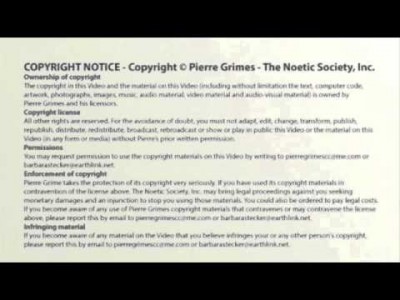 COPYRIGHT NOTICE - Copyright © Pierre Grimes - The Noetic Society, Inc.
Ownership of copyright
The copyright in this Video and the material on this Video (including without limitation the text, computer code,
artwork, photographs, images, music, audio material, video material and audio-visual material) is owned by
Pierre Grimes and his licensors.
Copyright license
All other rights are reserved. For the avoidance of doubt, you must not adapt, edit, change, transform, publish,
republish, distribute, redistribute, broadcast, rebroadcast or show or play in public this Video or the material on this
Video (in any form or media) without Pierre's prior written permission.
Permissions
You may request permission to use the copyright materials on this Video by writing to pierregrimescc@me.com or
barbarastecker@earthlink.net.
Enforcement of copyright
Pierre Grime takes the protection of its copyright very seriously. If you have used its copyright materials in
contravention of the license above. The Noetic Society, Inc. may bring legal proceedings against you seeking
monetary damages and an injunction to stop you using those materials. You could also be ordered to pay legal costs.
If you become aware of any use of Pierre Grimes copyright materials that contravenes or may contravene the license
above, please report this by email to pierregrimescc@me.com or barbarastecker@earthlink.net.
Infringing material
If you become aware of any material on the Video that you believe infringes your or any other person's copyright,
please report this by email to pierregrimescc@me.com or barbarastecker@earthlink.net.